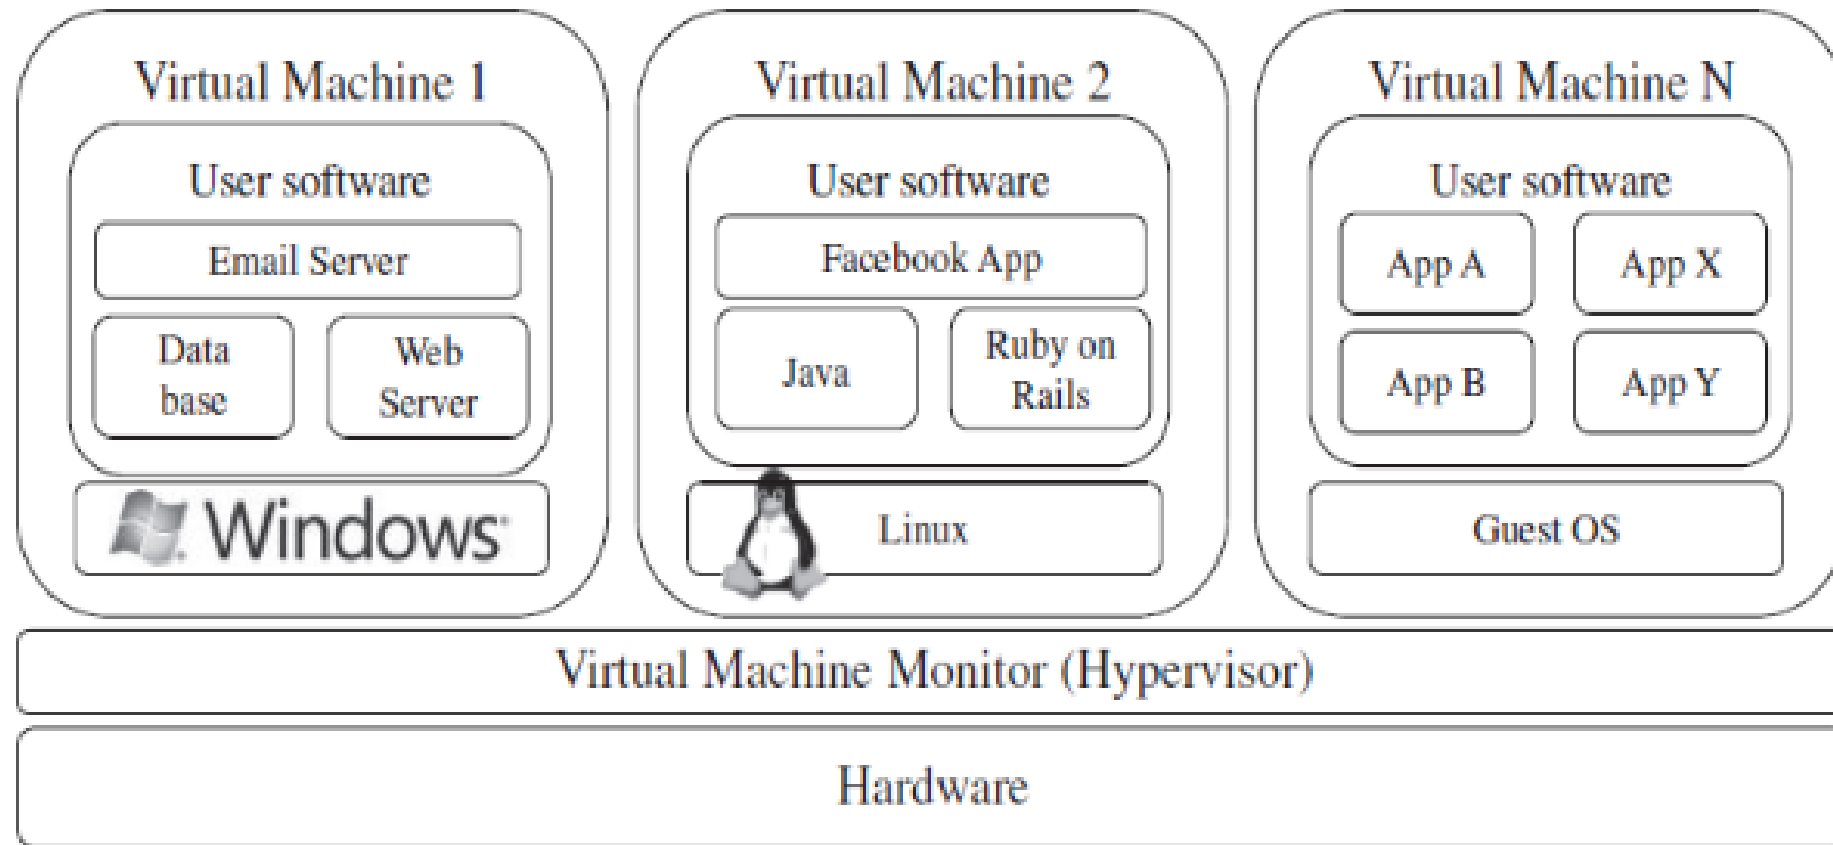 Virtual Machine 1
User software
Email Server
Data
base
Web
Server
Windows
Virtual Machine 2
User software
Facebook App
Java
Ruby on
Rails
Linux
Virtual Machine N
User software
App A
App X
App B
App Y
Guest OS
Virtual Machine Monitor (Hypervisor)
Hardware